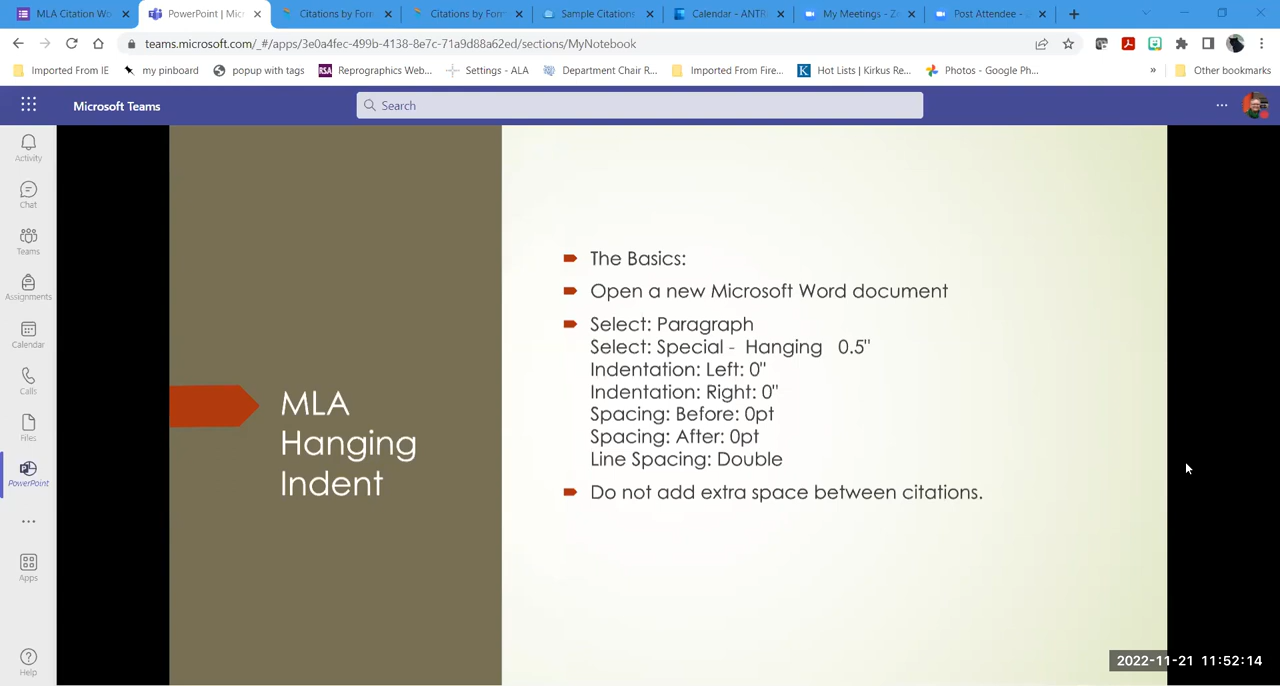 MLA Citation Wo
PowerPoint | Mic
Citations by Forn
Citations by Forn
Sample Citations
Calendar - ANTR
My Meetings - Ze
Post Attendee -
teams.microsoft.com/_#/apps/3e0a4fec-499b-4138-8e7c-71a9d88a62ed/sections/MyNotebook
Imported From IE
my pinboard
popup with tags
RSA Reprographics Web...
Settings - ALA
Department Chair R...
Imported From Fire...
K Hot Lists | Kirkus Re...
Photos - Google Ph...
»
Other bookmarks
Microsoft Teams
Search
Activity
Chat
Teams
Assignments
Calendar
Calls
Files
PowerPoint
Apps
Help
MLA
Hanging
Indent
The Basics:
Open a new Microsoft Word document
Select: Paragraph
Select: Special - Hanging 0.5"
Indentation: Left: 0"
Indentation: Right: 0"
Spacing: Before: 0pt
Spacing: After: 0pt
Line Spacing: Double
Do not add extra space between citations.
2022-11-21 11:52:14